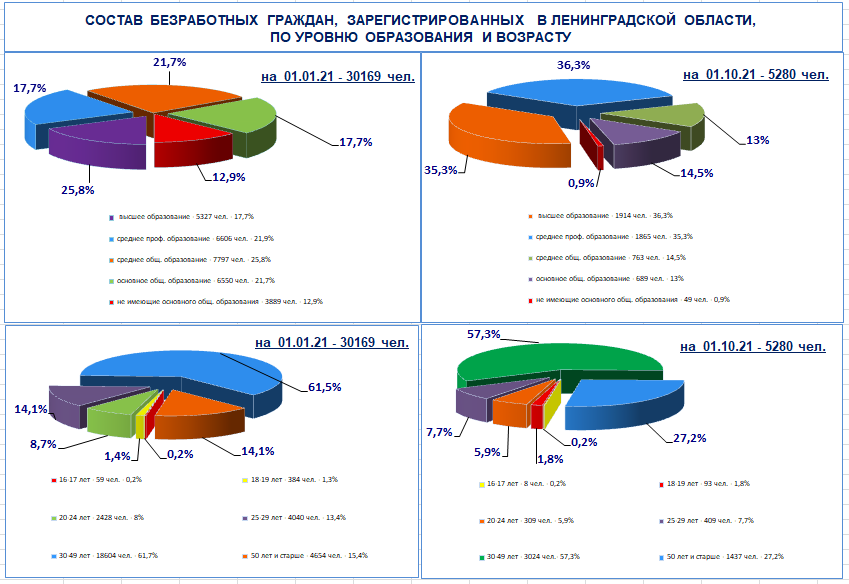 СОСТАВ БЕЗРАБОТНЫХ ГРАЖДАН, ЗАРЕГИСТРИРОВАННЫХ В ЛЕНИНГРАДСКОЙ ОБЛАСТИ,
ПО УРОВНЮ ОБРАЗОВАНИЯ И ВОЗРАСТУ
на 01.01.21 - 30169 чел.
21,7%
17,7%
17,7%
12,9%
25,8%
высшее образование - 5327 чел. - 17,7%
среднее проф. образование - 6606 чел. - 21,9%
среднее общ. образование - 7797 чел. - 25,8%
основное общ. образование - 6550 чел. - 21,7%
не имеющие основного общ. образования - 3889 чел. - 12,9%
на 01.10.21 - 5280 чел.
36,3%
13%
35,3%
14,5%
0,9%
высшее образование - 1914 чел. - 36,3%
среднее проф. образование - 1865 чел. - 35,3%
среднее общ. образование - 763 чел. - 14,5%
основное общ. образование - 689 чел. - 13%
не имеющие основного общ. образования - 49 чел. - 0,9%
на 01.01.21 - 30169 чел.
61,5%
14,1%
8,7%
1,4%
0,2%
14,1%
16-17 лет - 59 чел. - 0,2%
18-19 лет - 384 чел. - 1,3%
20-24 лет - 2428 чел. - 8%
25-29 лет - 4040 чел. - 13,4%
30-49 лет - 18604 чел. - 61,7%
50 лет и старше - 4654 чел. - 15,4%
57,3%
на 01.10.21 - 5280 чел.
7,7%
5,9%
1,8%
0,2%
27,2%
16-17 лет - 8 чел. - 0,2%
18-19 лет - 93 чел. - 1,8%
20-24 лет - 309 чел. - 5,9%
25-29 лет - 409 чел. - 7,7%
30-49 лет - 3024 чел. - 57,3%
50 лет и старше - 1437 чел. - 27,2%